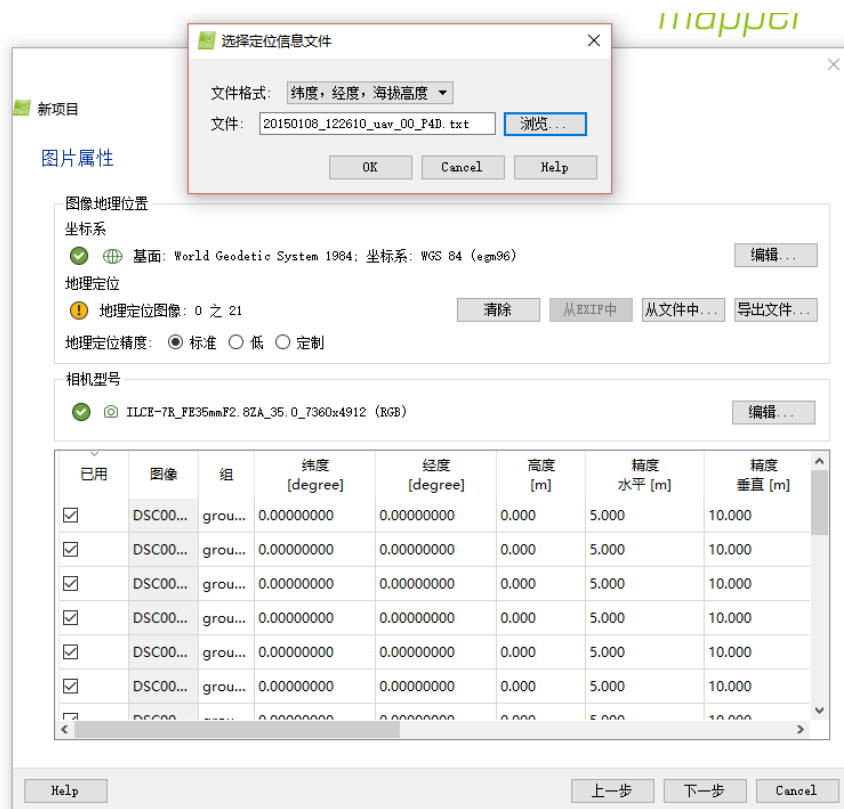 mapper
选择定位信息文件
文件格式: 纬度，经度，海拔高度
文件: 20150108_122610_uav_00_P4D.txt 浏览...
OK Cancel Help
新项目
图片属性
图像地理位置
坐标系
基面: World Geodetic System 1984; 坐标系: WGS 84 (egm96) 编辑...
地理定位
地理定位图像: 0 之 21 清除 从EXIF中 从文件中... 导出文件...
地理定位精度: 标准 低 定制
相机型号
ILCE-7R_FE35mmF2.8ZA_35.0_7360x4912 (RGB) 编辑...
已用 图像 组 纬度 [degree] 经度 [degree] 高度 [m] 精度 水平 [m] 精度 垂直 [m]
DSC00... grou... 0.00000000 0.00000000 0.000 5.000 10.000
DSC00... grou... 0.00000000 0.00000000 0.000 5.000 10.000
DSC00... grou... 0.00000000 0.00000000 0.000 5.000 10.000
DSC00... grou... 0.00000000 0.00000000 0.000 5.000 10.000
DSC00... grou... 0.00000000 0.00000000 0.000 5.000 10.000
DSC00... grou... 0.00000000 0.00000000 0.000 5.000 10.000
Help 上一步 下一步 Cancel